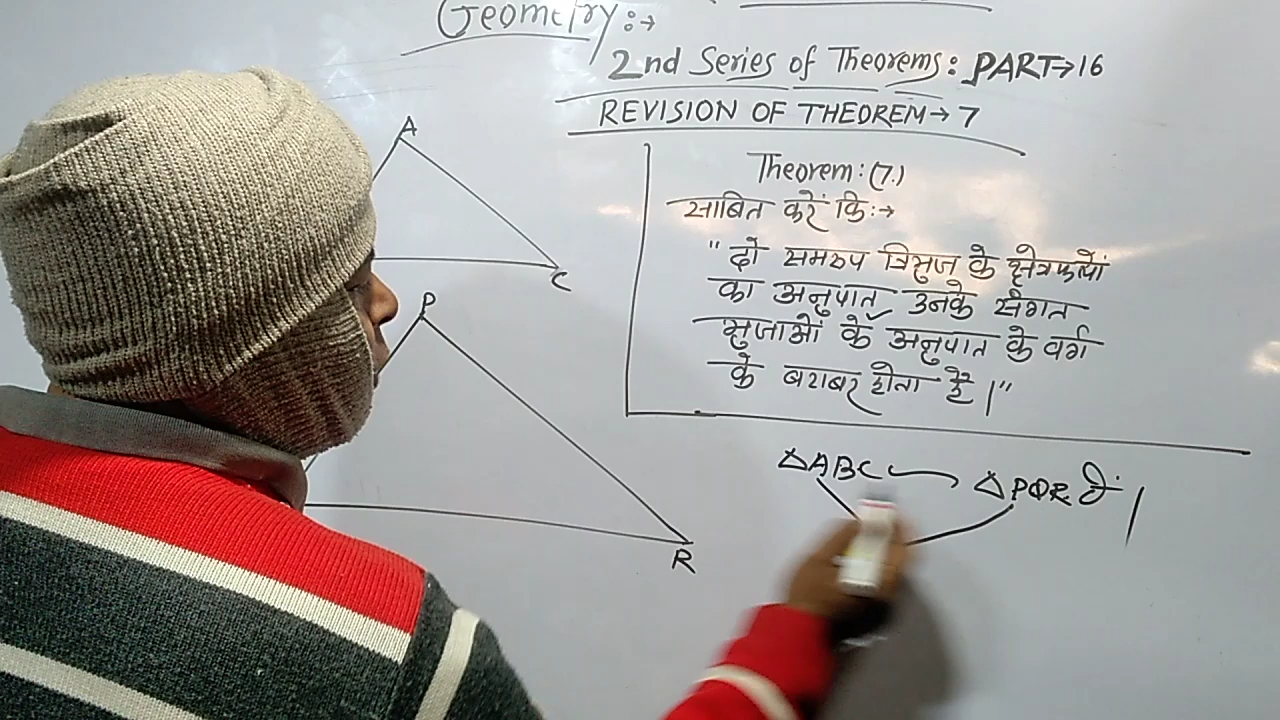 Geometry:→
2nd Series of Theorems: PART→16
REVISION OF THEOREM→7
Theorem:(7.)
साबित करें कि:→
"दो समरूप त्रिभुज के क्षेत्रफलों
का अनुपात, उनके संगत
भुजाओं के अनुपात के वर्ग
के बराबर होता है।"
A
C
P
R
△ABC ~ △PQR है।